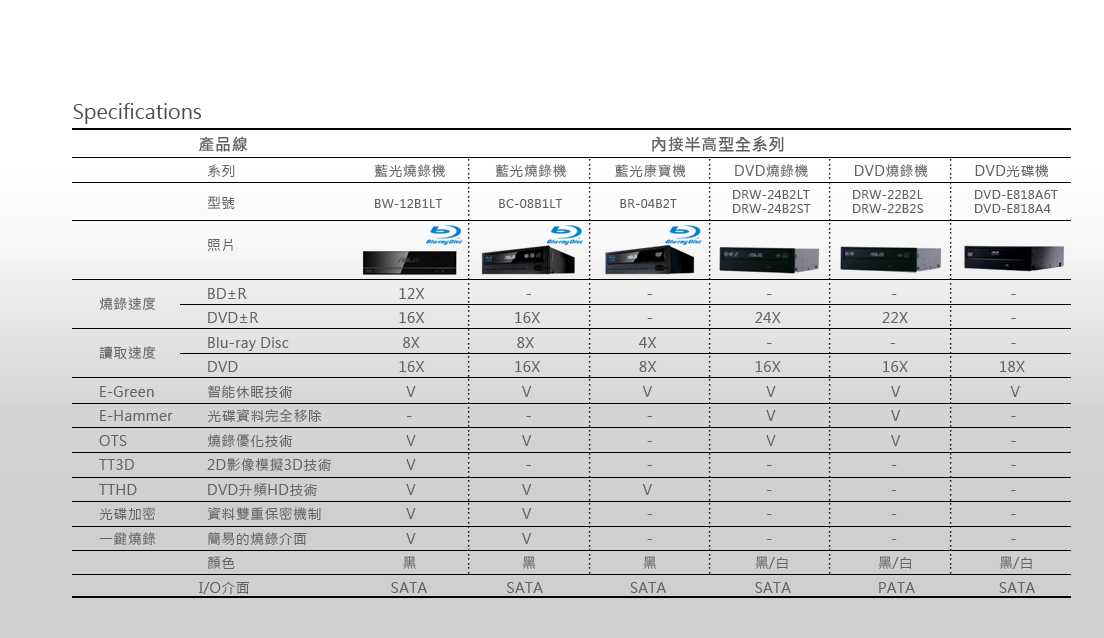 Specifications
產品線 內接半高型全系列
系列 藍光燒錄機 藍光燒錄機 藍光康寶機 DVD燒錄機 DVD燒錄機 DVD光碟機
型號 BW-12B1LT BC-08B1LT BR-04B2T DRW-24B2LT DRW-22B2L DVD-E818A6T
DRW-24B2ST DRW-22B2S DVD-E818A4
照片 Blu-ray Disc Blu-ray Disc Blu-ray Disc
燒錄速度 BD±R 12X - - - - -
DVD±R 16X 16X - 24X 22X -
讀取速度 Blu-ray Disc 8X 8X 4X - - -
DVD 16X 16X 8X 16X 16X 18X
E-Green 智能休眠技術 V V V V V V
E-Hammer 光碟資料完全移除 - - - V V -
OTS 燒錄優化技術 V V - V V -
TT3D 2D影像模擬3D技術 V - - - - -
TTHD DVD升頻HD技術 V V V - - -
光碟加密 資料雙重保密機制 V V - - - -
一鍵燒錄 簡易的燒錄介面 V V - - - -
顏色 黑 黑 黑 黑/白 黑/白 黑/白
I/O介面 SATA SATA SATA SATA PATA SATA